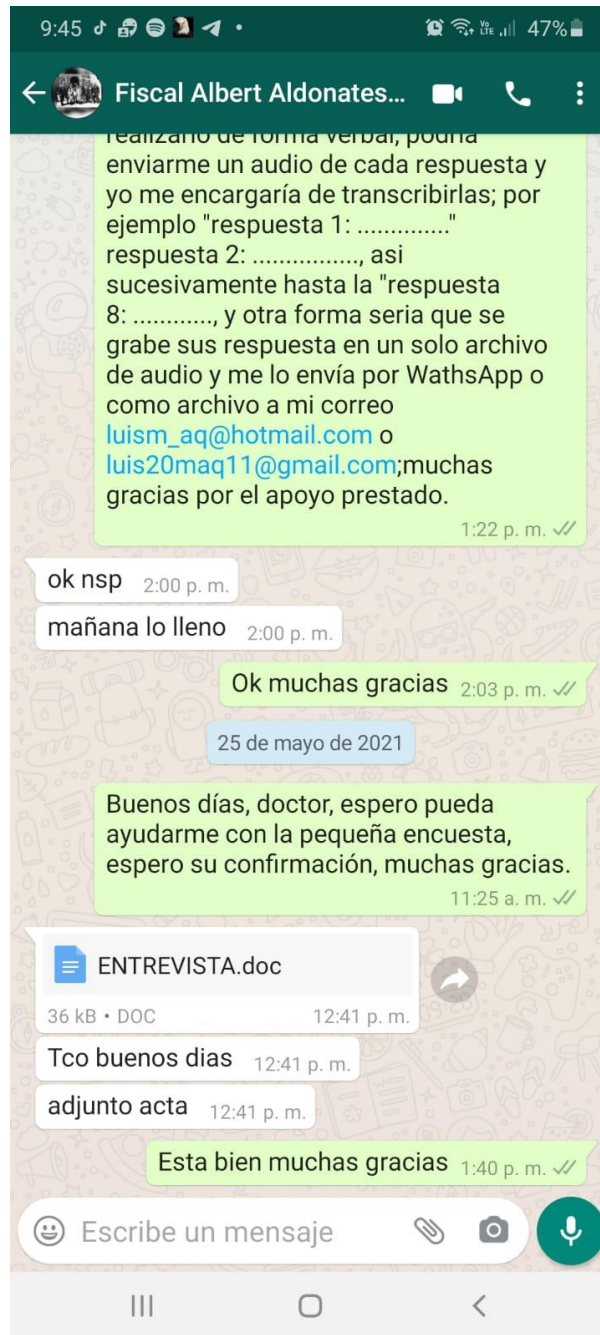 9:45
47%
Fiscal Albert Aldonates...
realizarlo de forma verbal, podría
enviarme un audio de cada respuesta y
yo me encargaría de transcribirlas; por
ejemplo "respuesta 1: .............."
respuesta 2: ................, asi
sucesivamente hasta la "respuesta
8: ............, y otra forma seria que se
grabe sus respuesta en un solo archivo
de audio y me lo envía por WathsApp o
como archivo a mi correo
luism_aq@hotmail.com o
luis20maq11@gmail.com;muchas
gracias por el apoyo prestado.
1:22 p. m.
ok nsp 2:00 p. m.
mañana lo lleno 2:00 p. m.
Ok muchas gracias 2:03 p. m.
25 de mayo de 2021
Buenos días, doctor, espero pueda
ayudarme con la pequeña encuesta,
espero su confirmación, muchas gracias.
11:25 a. m.
ENTREVISTA.doc
36 kB • DOC 12:41 p. m.
Tco buenos dias 12:41 p. m.
adjunto acta 12:41 p. m.
Esta bien muchas gracias 1:40 p. m.
Escribe un mensaje